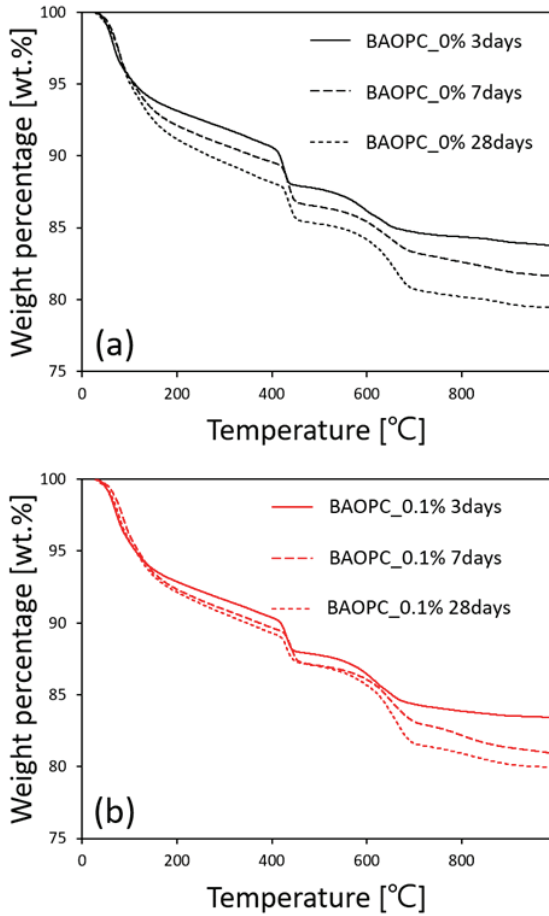 100
95
90
85
80
75
Weight percentage [wt.%]
BAOPC_0% 3days
BAOPC_0% 7days
BAOPC_0% 28days
(a)
0
200
400
600
800
Temperature [℃]
100
95
90
85
80
75
Weight percentage [wt.%]
BAOPC_0.1% 3days
BAOPC_0.1% 7days
BAOPC_0.1% 28days
(b)
0
200
400
600
800
Temperature [℃]